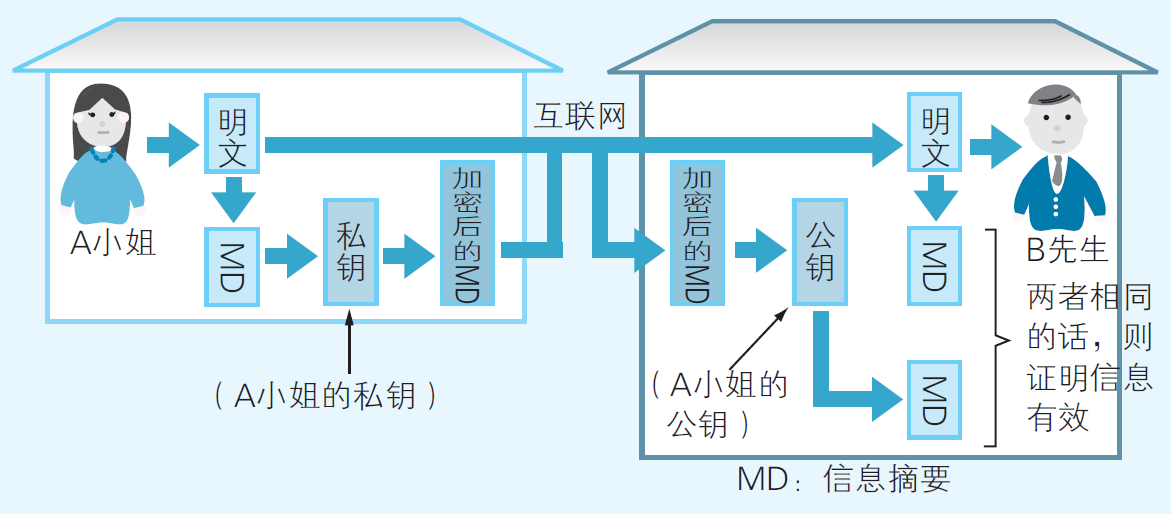 互联网
明文
明文
A小姐
MD
私钥
加密后的MD
(A小姐的私钥)
加密后的MD
公钥
(A小姐的
公钥)
MD
MD
B先生
两者相同
的话，则
证明信息
有效
MD：信息摘要